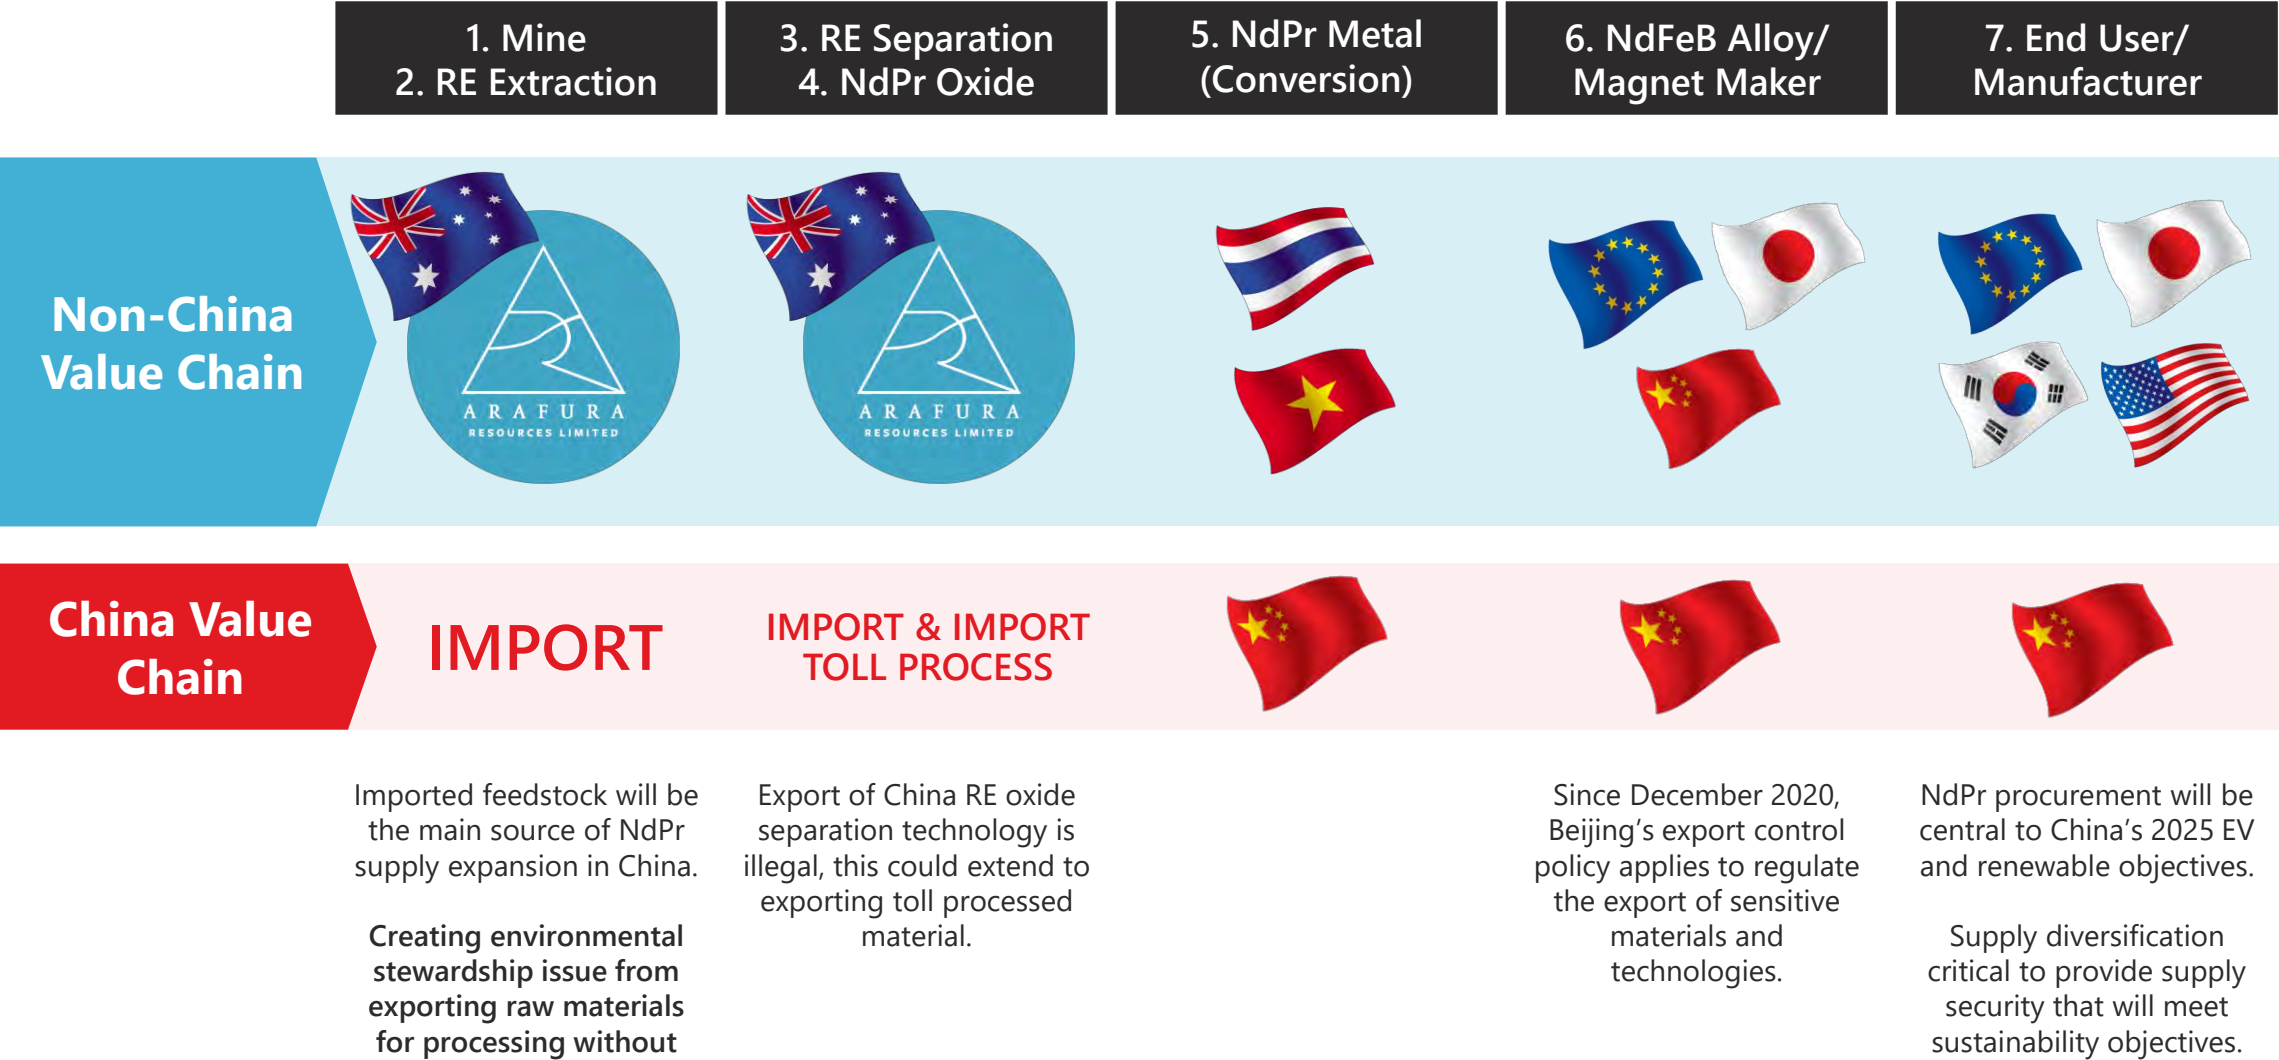 1. Mine
2. RE Extraction
3. RE Separation
4. NdPr Oxide
5. NdPr Metal
(Conversion)
6. NdFeB Alloy/
Magnet Maker
7. End User/
Manufacturer
Non-China
Value Chain
ARAFURA
RESOURCES LIMITED
ARAFURA
RESOURCES LIMITED
China Value
Chain
IMPORT
IMPORT & IMPORT
TOLL PROCESS
Imported feedstock will be
the main source of NdPr
supply expansion in China.
Creating environmental
stewardship issue from
exporting raw materials
for processing without
Export of China RE oxide
separation technology is
illegal, this could extend to
exporting toll processed
material.
Since December 2020,
Beijing’s export control
policy applies to regulate
the export of sensitive
materials and
technologies.
NdPr procurement will be
central to China’s 2025 EV
and renewable objectives.
Supply diversification
critical to provide supply
security that will meet
sustainability objectives.